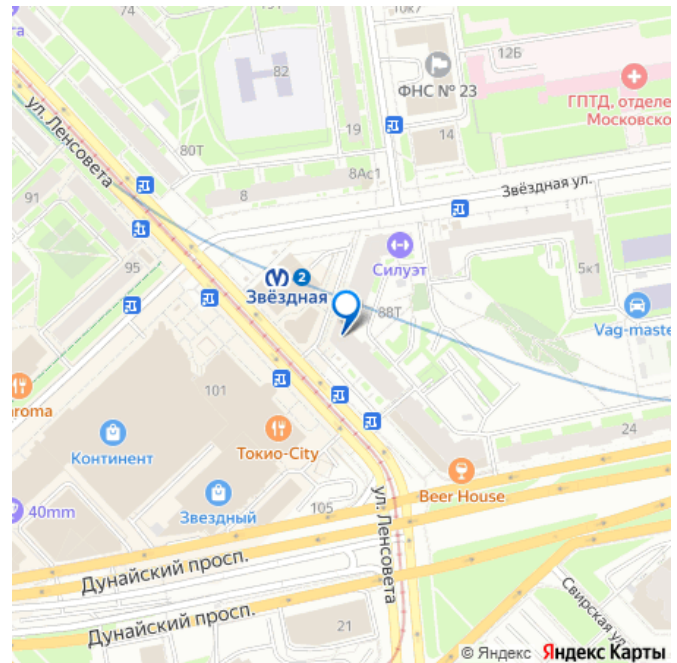 74
151
10к7
12Б
82
ФНС № 23
ГПТД, отделе
Московско
19
14
80Т
ул. Ленсовета
8Ас1
8
Звёздная ул.
91
Силуэт
95
5к1
2
Звёздная
88Т
Vag-maste
101
aroma
Континент
Токио-City
24
Звездный
Beer House
40mm
105
ул. Ленсовета
Дунайский просп.
Дунайский просп.
21
Свирская ул.
© Яндекс Яндекс Карты